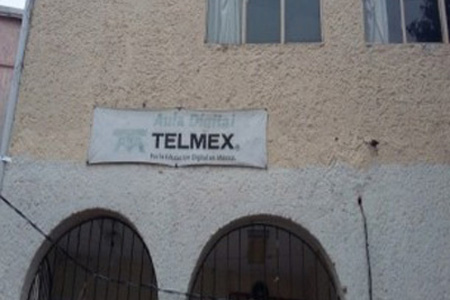 Aula Digital
TELMEX®
Por la Educación Digital en México.